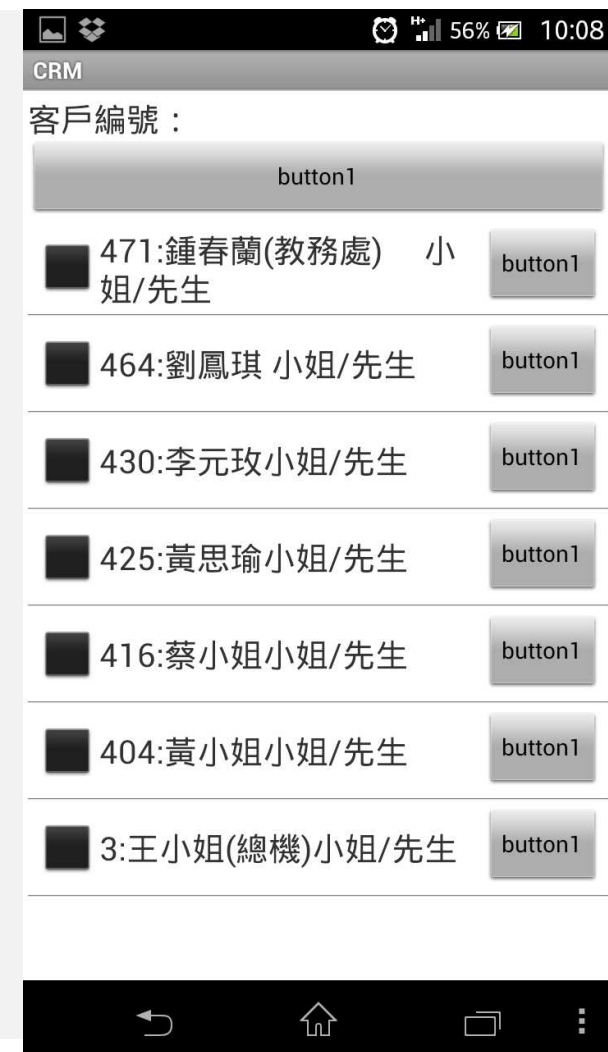 H+ 56% 10:08
CRM
客戶編號：
button1
471:鍾春蘭(教務處) 小
姐/先生
button1
464:劉鳳琪 小姐/先生
button1
430:李元玫小姐/先生
button1
425:黃思瑜小姐/先生
button1
416:蔡小姐小姐/先生
button1
404:黃小姐小姐/先生
button1
3:王小姐(總機)小姐/先生
button1